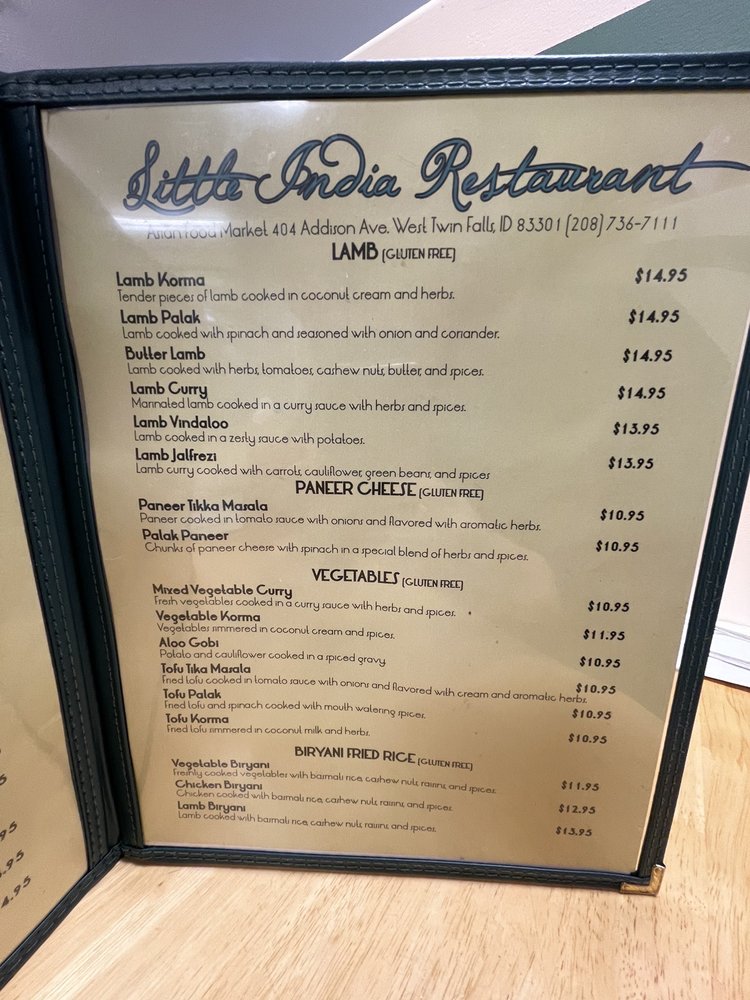 Little India Restaurant
Asian Food Market 404 Addison Ave. West Twin Falls, ID 83301 (208) 736-7111
LAMB (GLUTEN FREE)
Lamb Korma $14.95
Tender pieces of lamb cooked in coconut cream and herbs.
Lamb Palak $14.95
Lamb cooked with spinach and seasoned with onion and coriander.
Butter Lamb $14.95
Lamb cooked with herbs, tomatoes, cashew nuts, butter, and spices.
Lamb Curry $14.95
Marinated lamb cooked in a curry sauce with herbs and spices.
Lamb Vindaloo $13.95
Lamb cooked in a zesty sauce with potatoes.
Lamb Jalfrezi $13.95
Lamb curry cooked with carrots, cauliflower, green beans, and spices
PANEER CHEESE (GLUTEN FREE)
Paneer Tikka Masala $10.95
Paneer cooked in tomato sauce with onions and flavored with aromatic herbs.
Palak Paneer $10.95
Chunks of paneer cheese with spinach in a special blend of herbs and spices.
VEGETABLES (GLUTEN FREE)
Mixed Vegetable Curry $10.95
Fresh vegetables cooked in a curry sauce with herbs and spices.
Vegetable Korma $11.95
Vegetables simmered in coconut cream and spices.
Aloo Gobi $10.95
Potato and cauliflower cooked in a spiced gravy
Tofu Tika Masala $10.95
Fried tofu cooked in tomato sauce with onions and flavored with cream and aromatic herbs.
Tofu Palak $10.95
Fried tofu and spinach cooked with mouth watering spices.
Tofu Korma $10.95
Fried tofu simmered in coconut milk and herbs.
BIRYANI FRIED RICE (GLUTEN FREE)
Vegetable Biryani $11.95
Freshly cooked vegetables with basmati rice, cashew nuts, raisins, and spices.
Chicken Biryani $12.95
Chicken cooked with basmati rice, cashew nuts, raisins, and spices.
Lamb Biryani $13.95
Lamb cooked with basmati rice, cashew nuts, raisins, and spices.
95
.95
4.95